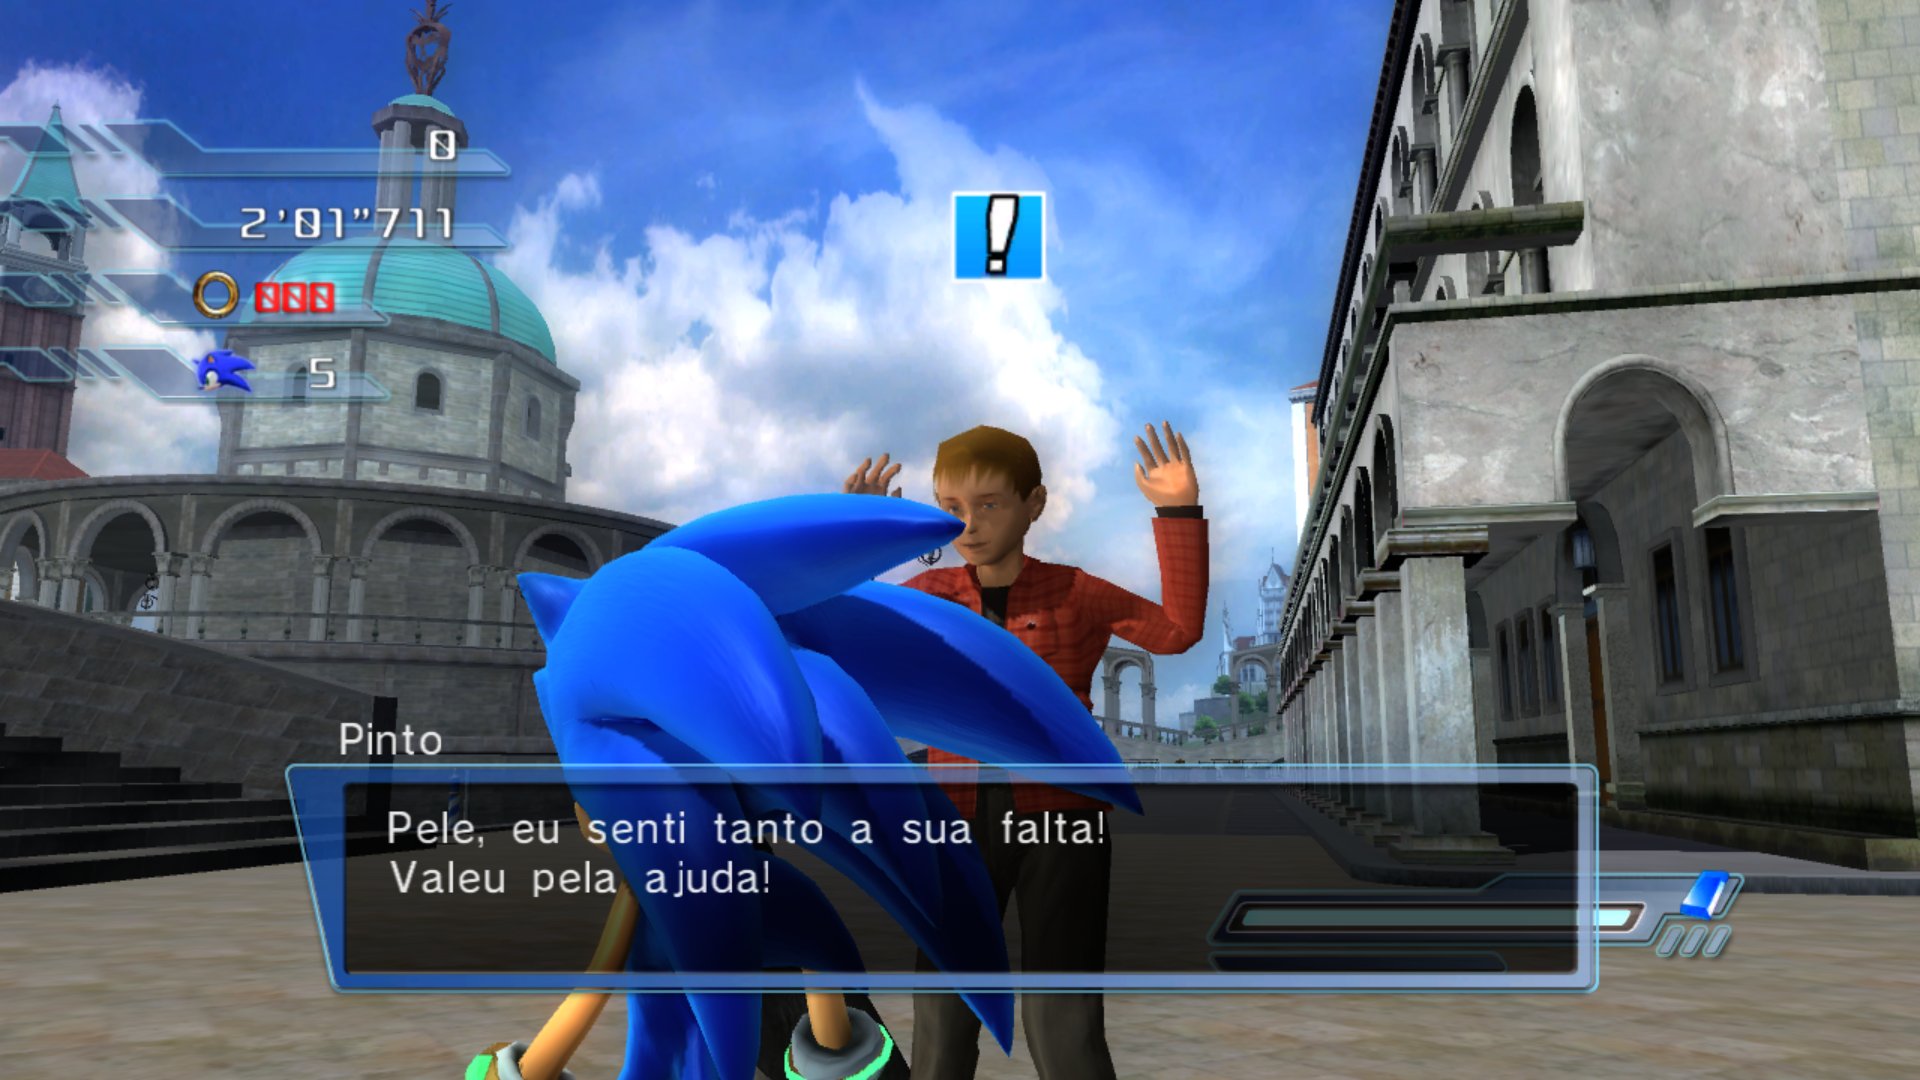 0
2'01"711
000
5
!
Pinto
Pele, eu senti tanto a sua falta!
Valeu pela ajuda!